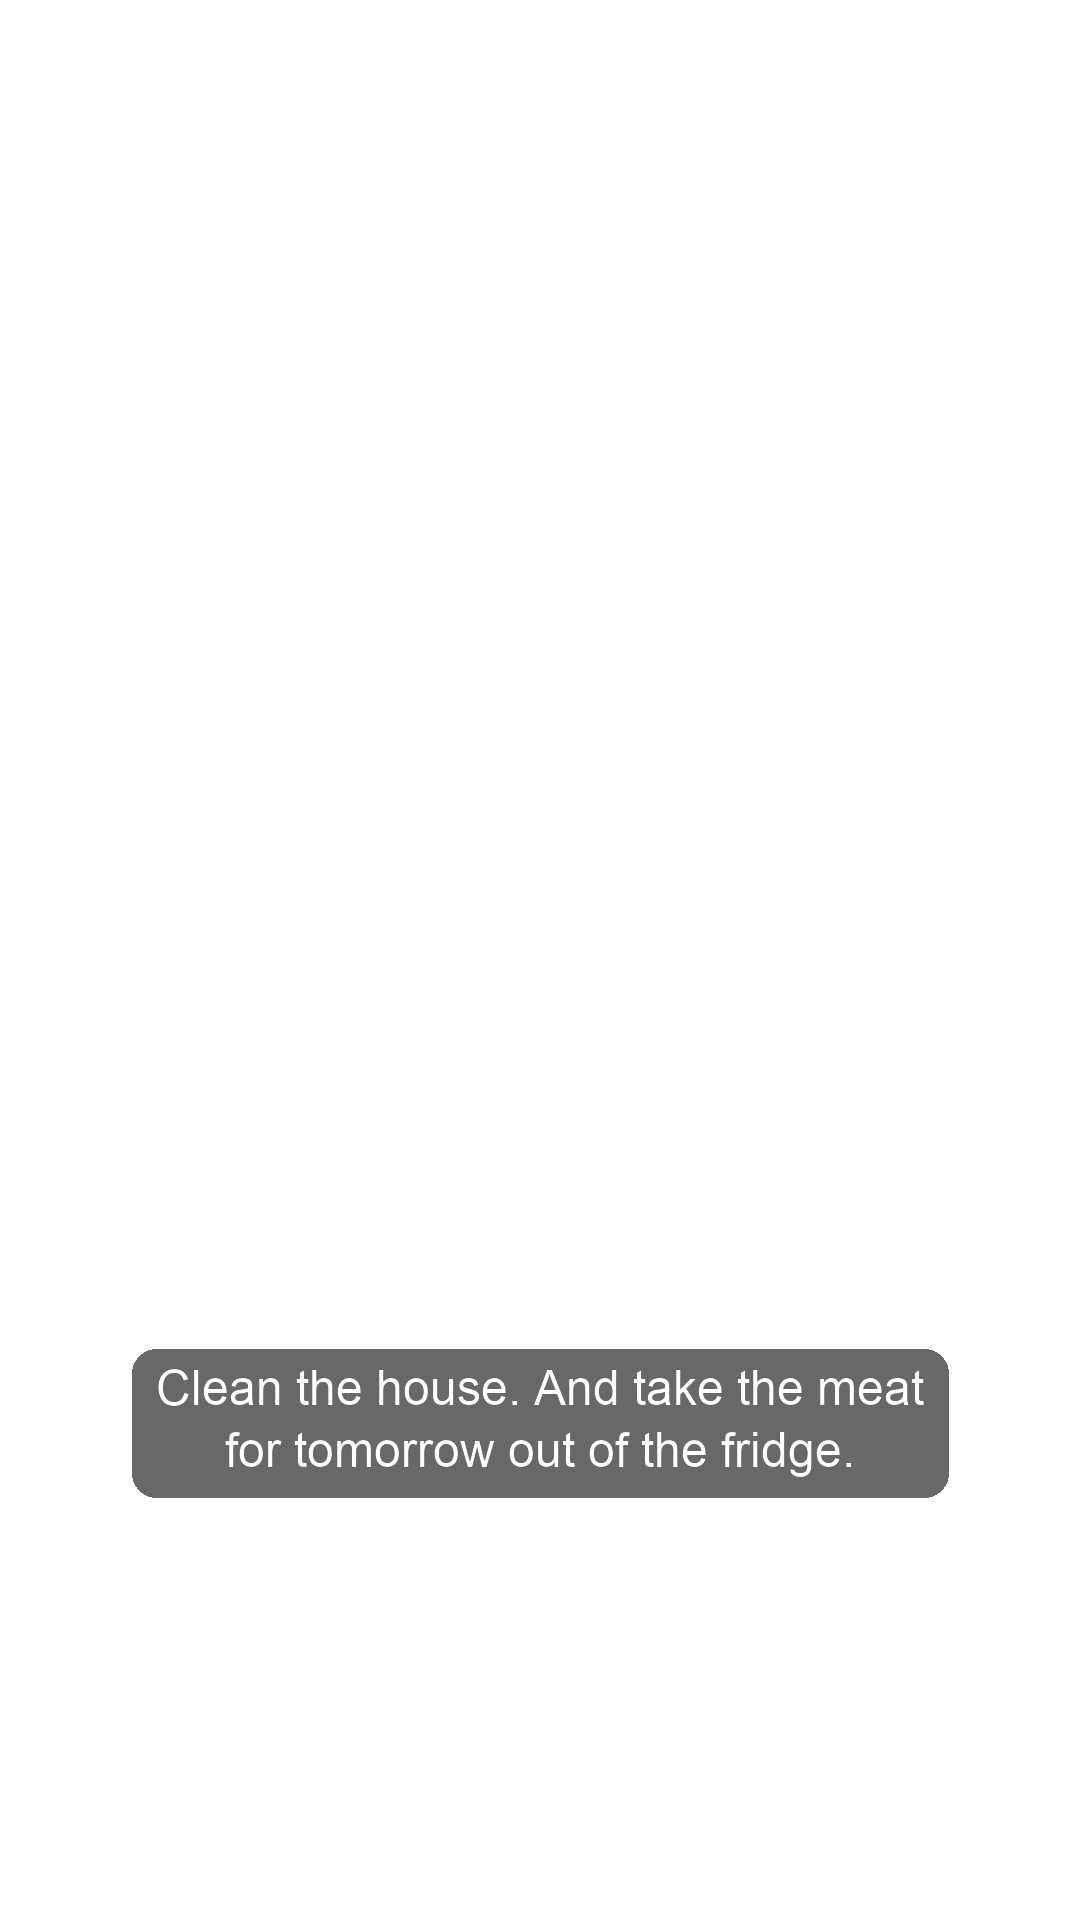 Clean the house. And take the meat
for tomorrow out of the fridge.